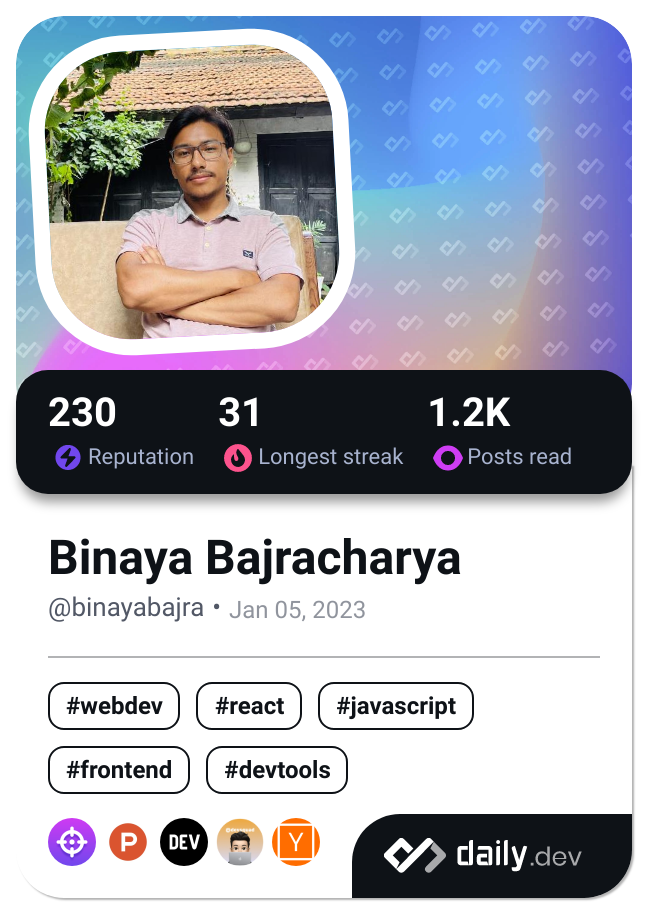 230 31 1.2K
Reputation Longest streak Posts read
Binaya Bajracharya
@binayabajra • Jan 05, 2023
#webdev #react #javascript
#frontend #devtools
P DEV Y
daily.dev